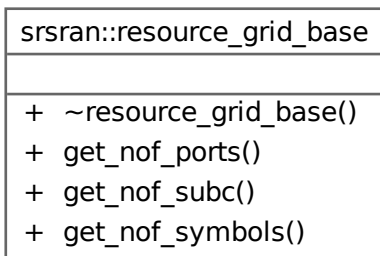 srsran::resource_grid_base
+ ~resource_grid_base()
+ get_nof_ports()
+ get_nof_subc()
+ get_nof_symbols()